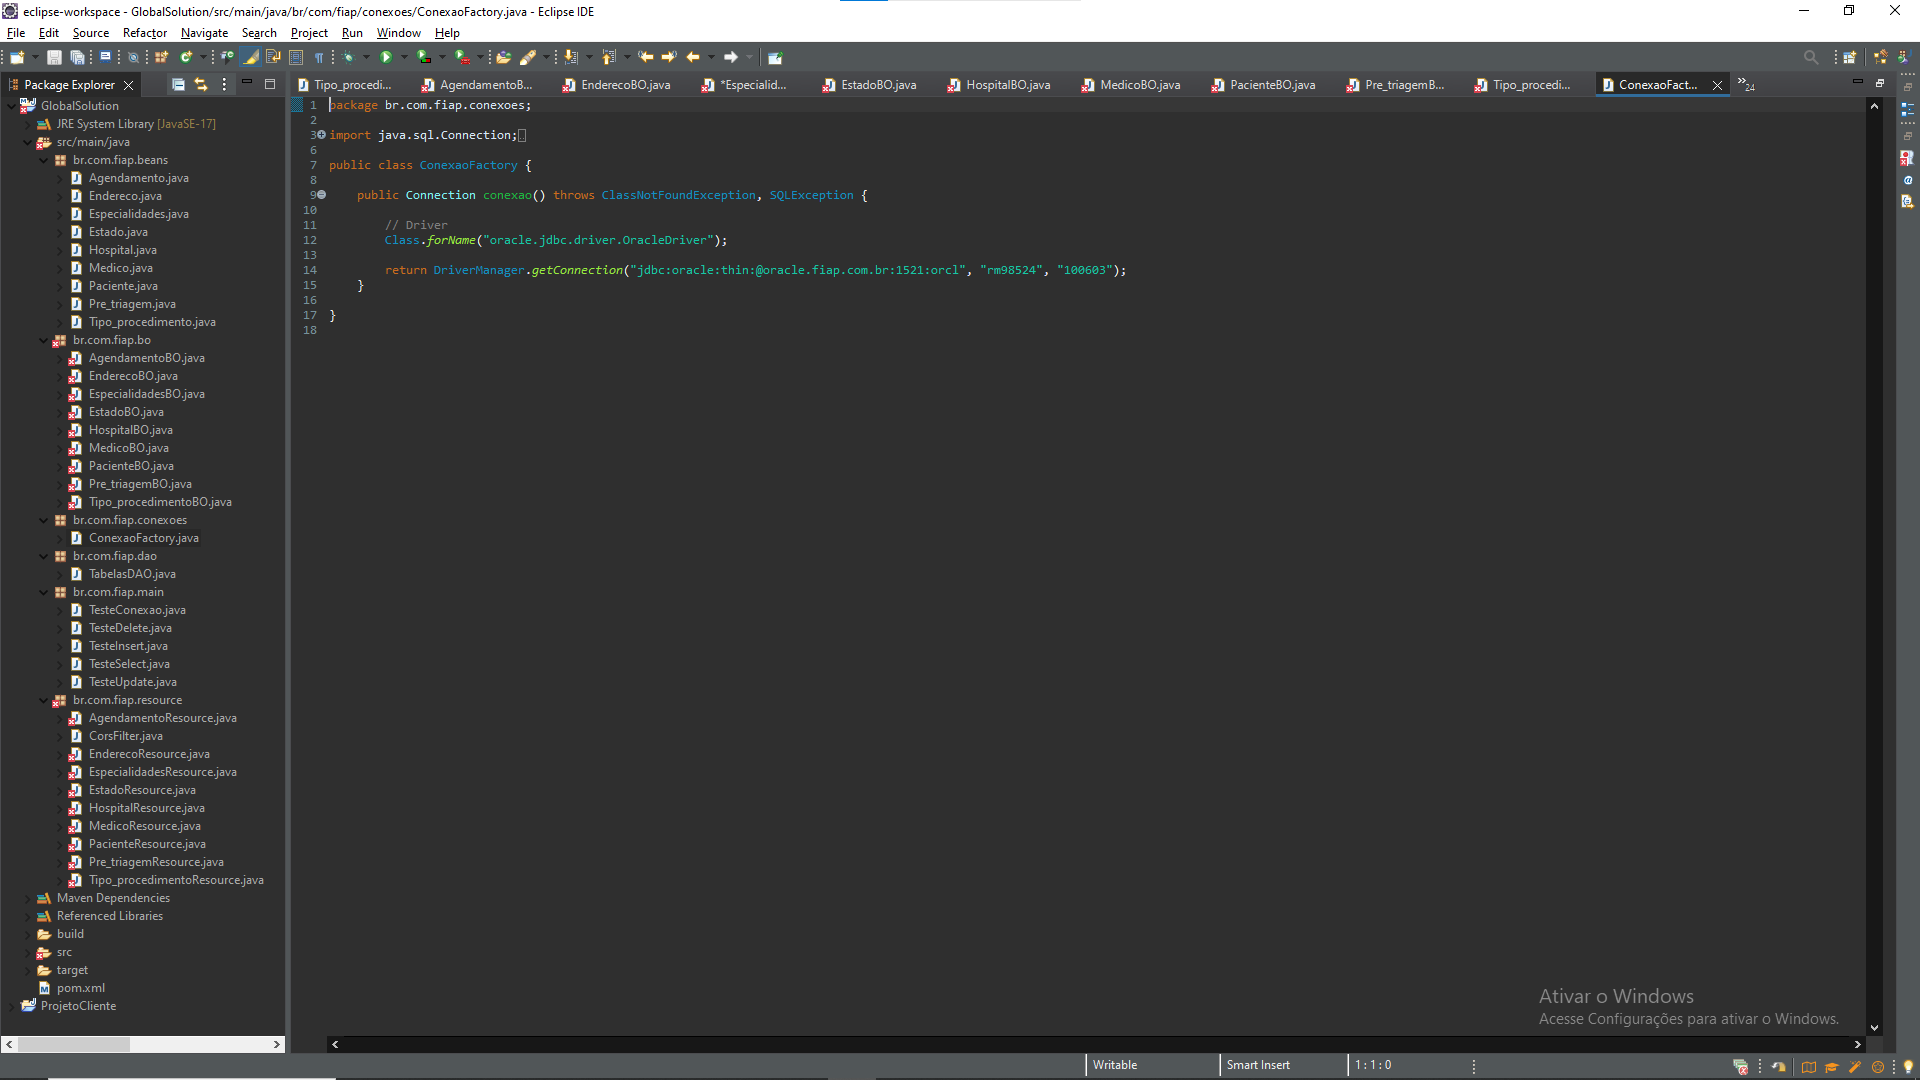 eclipse-workspace - GlobalSolution/src/main/java/br/com/fiap/conexoes/ConexaoFactory.java - Eclipse IDE
File Edit Source Refactor Navigate Search Project Run Window Help
Package Explorer
Tipo_procedi... AgendamentoB... EnderecoBO.java *Especialid... EstadoBO.java HospitalBO.java MedicoBO.java PacienteBO.java Pre_triagemB... Tipo_procedi... ConexaoFact... »24
GlobalSolution
JRE System Library [JavaSE-17]
src/main/java
br.com.fiap.beans
Agendamento.java
Endereco.java
Especialidades.java
Estado.java
Hospital.java
Medico.java
Paciente.java
Pre_triagem.java
Tipo_procedimento.java
br.com.fiap.bo
AgendamentoBO.java
EnderecoBO.java
EspecialidadesBO.java
EstadoBO.java
HospitalBO.java
MedicoBO.java
PacienteBO.java
Pre_triagemBO.java
Tipo_procedimentoBO.java
br.com.fiap.conexoes
ConexaoFactory.java
br.com.fiap.dao
TabelasDAO.java
br.com.fiap.main
TesteConexao.java
TesteDelete.java
TesteInsert.java
TesteSelect.java
TesteUpdate.java
br.com.fiap.resource
AgendamentoResource.java
CorsFilter.java
EnderecoResource.java
EspecialidadesResource.java
EstadoResource.java
HospitalResource.java
MedicoResource.java
PacienteResource.java
Pre_triagemResource.java
Tipo_procedimentoResource.java
Maven Dependencies
Referenced Libraries
build
src
target
pom.xml
ProjetoCliente
1 package br.com.fiap.conexoes;
2
3 import java.sql.Connection;
6
7 public class ConexaoFactory {
8
9 public Connection conexao() throws ClassNotFoundException, SQLException {
10
11 // Driver
12 Class.forName("oracle.jdbc.driver.OracleDriver");
13
14 return DriverManager.getConnection("jdbc:oracle:thin:@oracle.fiap.com.br:1521:orcl", "rm98524", "100603");
15 }
16
17 }
18
Ativar o Windows
Acesse Configurações para ativar o Windows.
Writable Smart Insert 1 : 1 : 0